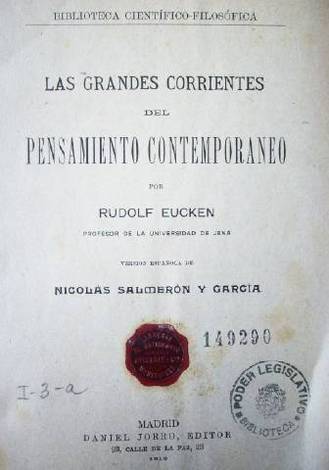 BIBLIOTECA CIENTÍFICO-FILOSÓFICA
LAS GRANDES CORRIENTES
DEL
PENSAMIENTO CONTEMPORANEO
POR
RUDOLF EUCKEN
PROFESOR DE LA UNIVERSIDAD DE JENA
VERSIÓN ESPAÑOLA DE
NICOLÁS SALMERÓN Y GARCÍA
149290
I-3-a
PODER LEGISLATIVO
BIBLIOTECA
MADRID
DANIEL JORRO, EDITOR
23, CALLE DE LA PAZ, 23